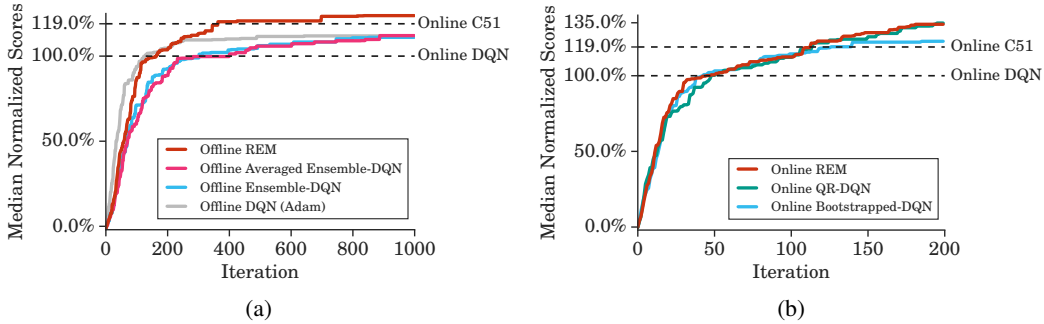 Median Normalized Scores
119.0%
100.0%
50.0%
0.0%
Online C51
Online DQN
Offline REM
Offline Averaged Ensemble-DQN
Offline Ensemble-DQN
Offline DQN (Adam)
0 200 400 600 800 1000
Iteration
(a)
Median Normalized Scores
135.0%
119.0%
100.0%
50.0%
0.0%
Online C51
Online DQN
Online REM
Online QR-DQN
Online Bootstrapped-DQN
0 50 100 150 200
Iteration
(b)